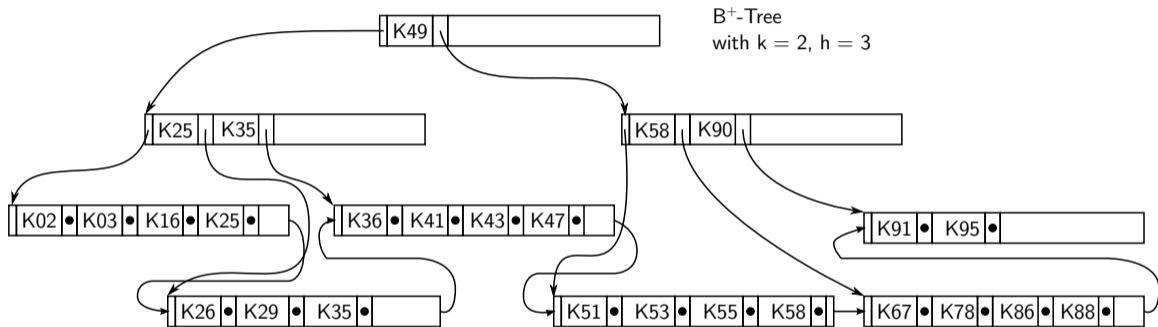 K49
B⁺-Tree
with k = 2, h = 3
K25 K35
K58 K90
K02 K03 K16 K25
K36 K41 K43 K47
K91 K95
K26 K29 K35
K51 K53 K55 K58
K67 K78 K86 K88